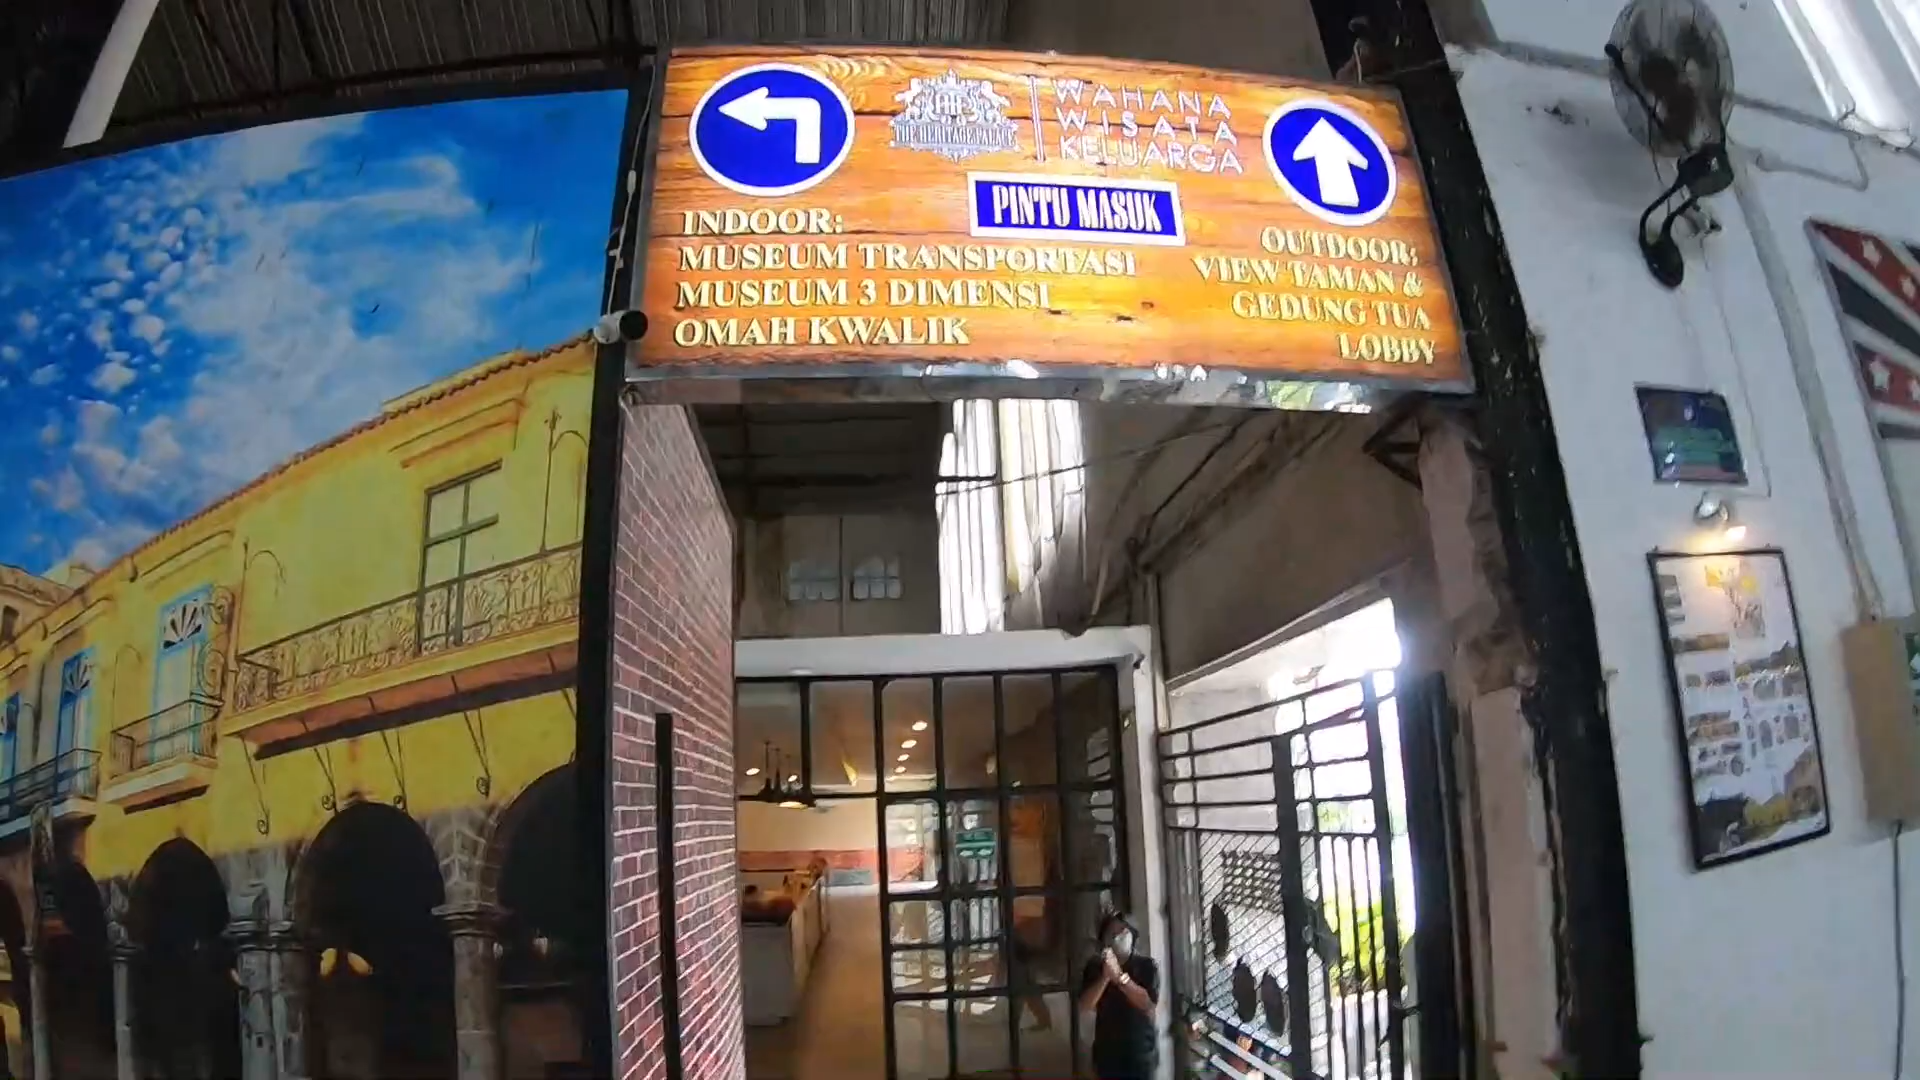 THE HERITAGE PALACE
WAHANA
WISATA
KELUARGA
PINTU MASUK
INDOOR:
MUSEUM TRANSPORTASI
MUSEUM 3 DIMENSI
OMAH KWALIK
OUTDOOR:
VIEW TAMAN &
GEDUNG TUA
LOBBY